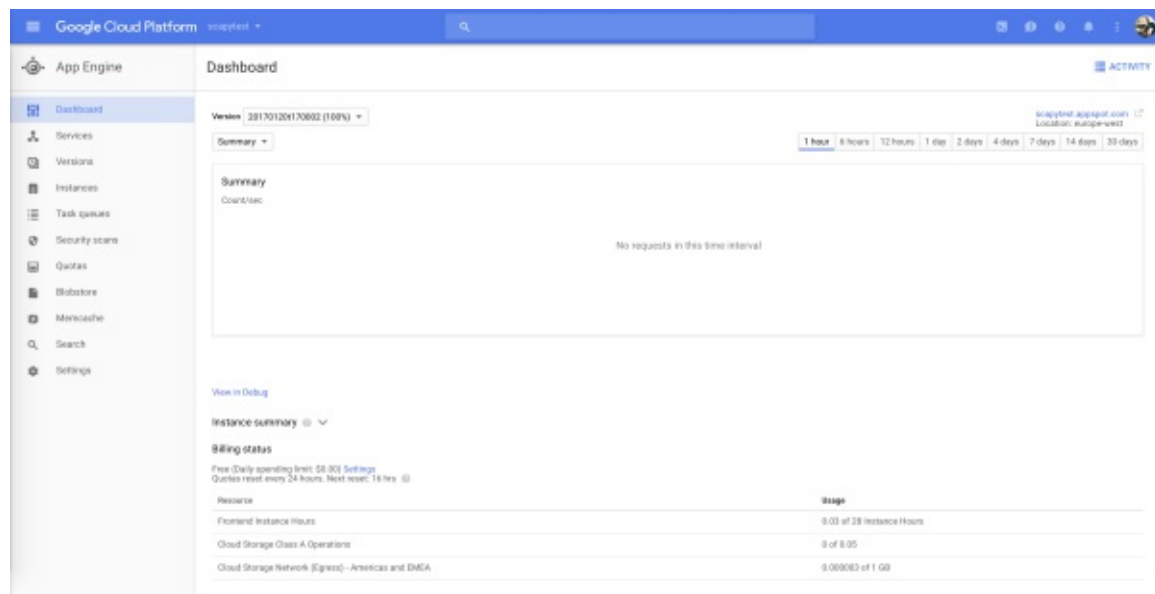 Google Cloud Platform scapytest
App Engine
Dashboard
ACTIVITY
Dashboard
Services
Versions
Instances
Task queues
Security scans
Quotas
Blobstore
Memcache
Search
Settings
Version 20170120t170002 (100%)
scapytest.appspot.com
Location: europe-west
Summary
1 hour 6 hours 12 hours 1 day 2 days 4 days 7 days 14 days 30 days
Summary
Count/sec
No requests in this time interval
View in Debug
Instance summary
Billing status
Free (Daily spending limit: $0.00) Settings
Quotas reset every 24 hours. Next reset: 16 hrs
Resource Usage
Frontend Instance Hours 0.03 of 28 Instance Hours
Cloud Storage Class A Operations 0 of 0.05
Cloud Storage Network (Egress) - Americas and EMEA 0.000003 of 1 GB